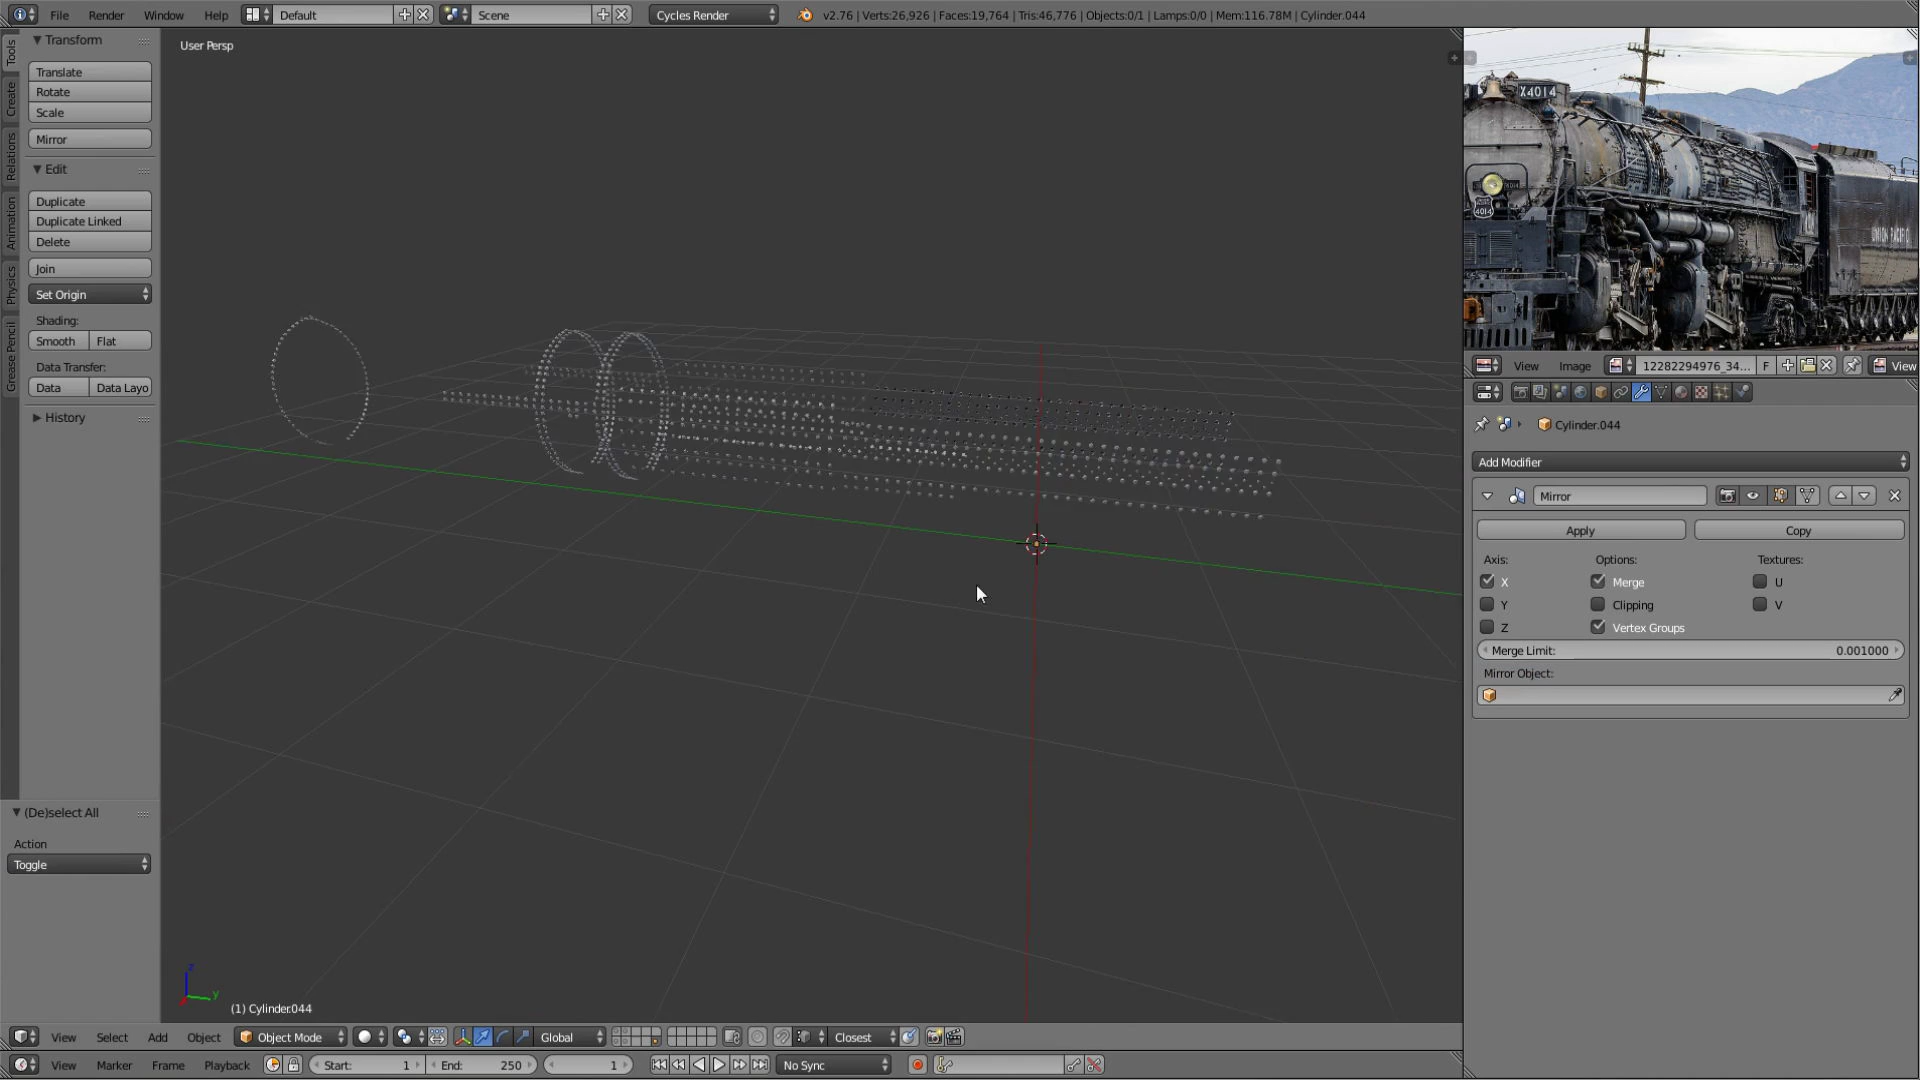 File Render Window Help Default Scene Cycles Render v2.76 | Verts:26,926 | Faces:19,764 | Tris:46,776 | Objects:0/1 | Lamps:0/0 | Mem:116.78M | Cylinder.044
User Persp
Tools
Create
Relations
Animation
Physics
Grease Pencil
Transform
Translate
Rotate
Scale
Mirror
Edit
Duplicate
Duplicate Linked
Delete
Join
Set Origin
Shading:
Smooth Flat
Data Transfer:
Data Data Layo
History
(De)select All
Action
Toggle
z
y
(1) Cylinder.044
X4014
4014
UNION PACIFIC
View Image 12282294976_34... F View
Cylinder.044
Add Modifier
Mirror
Apply Copy
Axis: Options: Textures:
X Merge U
Y Clipping V
Z Vertex Groups
Merge Limit: 0.001000
Mirror Object:
View Select Add Object Object Mode Global Closest
View Marker Frame Playback Start: 1 End: 250 1 No Sync